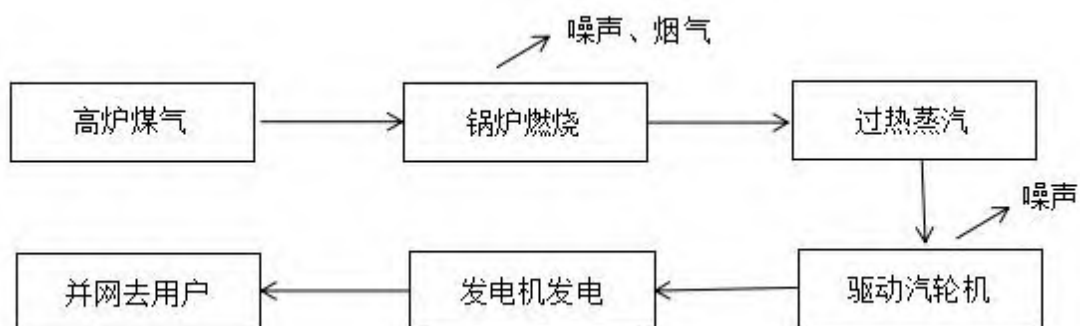 噪声、烟气
高炉煤气
锅炉燃烧
过热蒸汽
噪声
并网去用户
发电机发电
驱动汽轮机